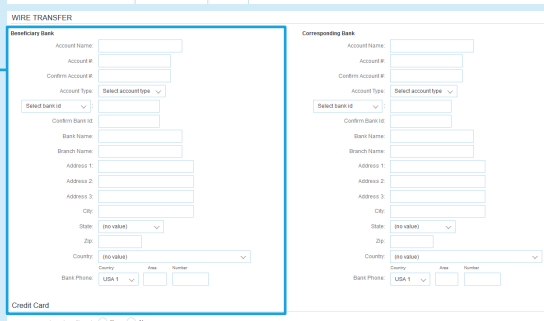 WIRE TRANSFER
Beneficiary Bank
Account Name:
Account #:
Confirm Account #:
Account Type: Select account type
Select bank id :
Confirm Bank Id:
Bank Name:
Branch Name:
Address 1:
Address 2:
Address 3:
City:
State: (no value)
Zip:
Country: (no value)
Country Area Number
Bank Phone: USA 1
Corresponding Bank
Account Name:
Account #:
Confirm Account #:
Account Type: Select account type
Select bank id :
Confirm Bank Id:
Bank Name:
Branch Name:
Address 1:
Address 2:
Address 3:
City:
State: (no value)
Zip:
Country: (no value)
Country Area Number
Bank Phone: USA 1
Credit Card